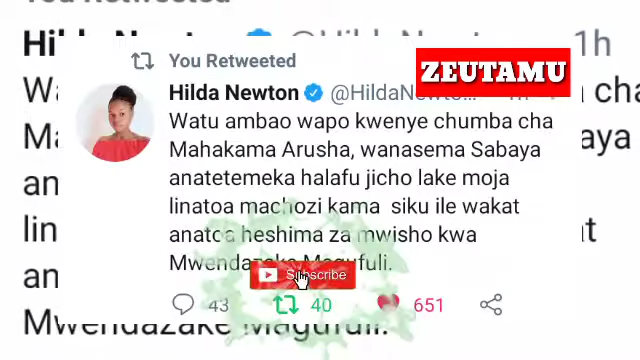 You Retweeted
ZEUTAMU
Hilda Newton @HildaNewto...
Watu ambao wapo kwenye chumba cha
Mahakama Arusha, wanasema Sabaya
anatetemeka halafu jicho lake moja
linatoa machozi kama siku ile wakat
anatoa heshima za mwisho kwa
Mwendazake Magufuli.
Subscribe
43 40 651
1h